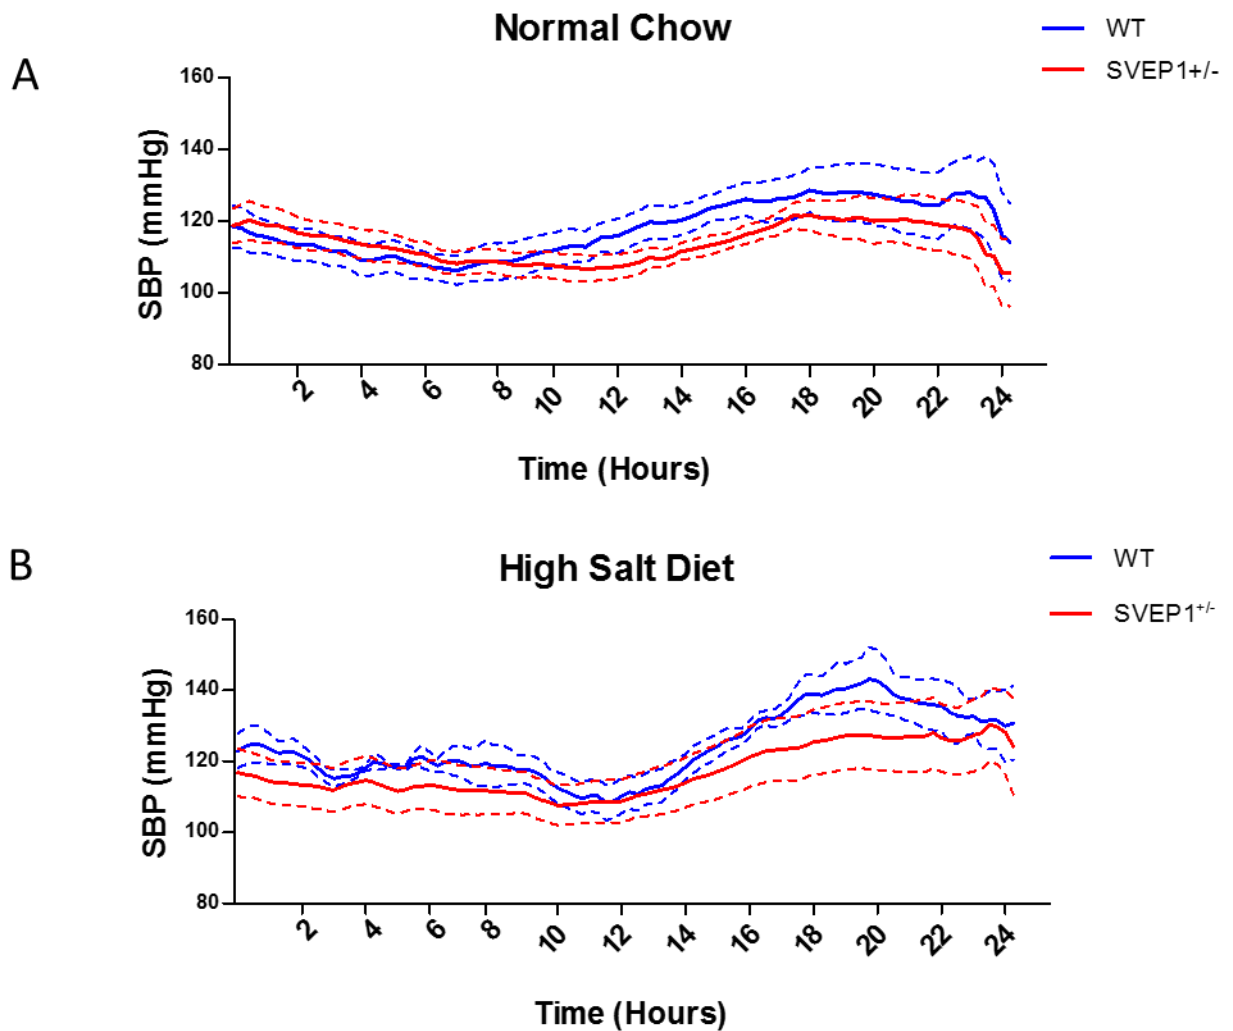 Normal Chow
WT
SVEP1+/-
A
160
140
120
100
80
SBP (mmHg)
2 4 6 8 10 12 14 16 18 20 22 24
Time (Hours)
B
High Salt Diet
WT
SVEP1+/-
160
140
120
100
80
SBP (mmHg)
2 4 6 8 10 12 14 16 18 20 22 24
Time (Hours)